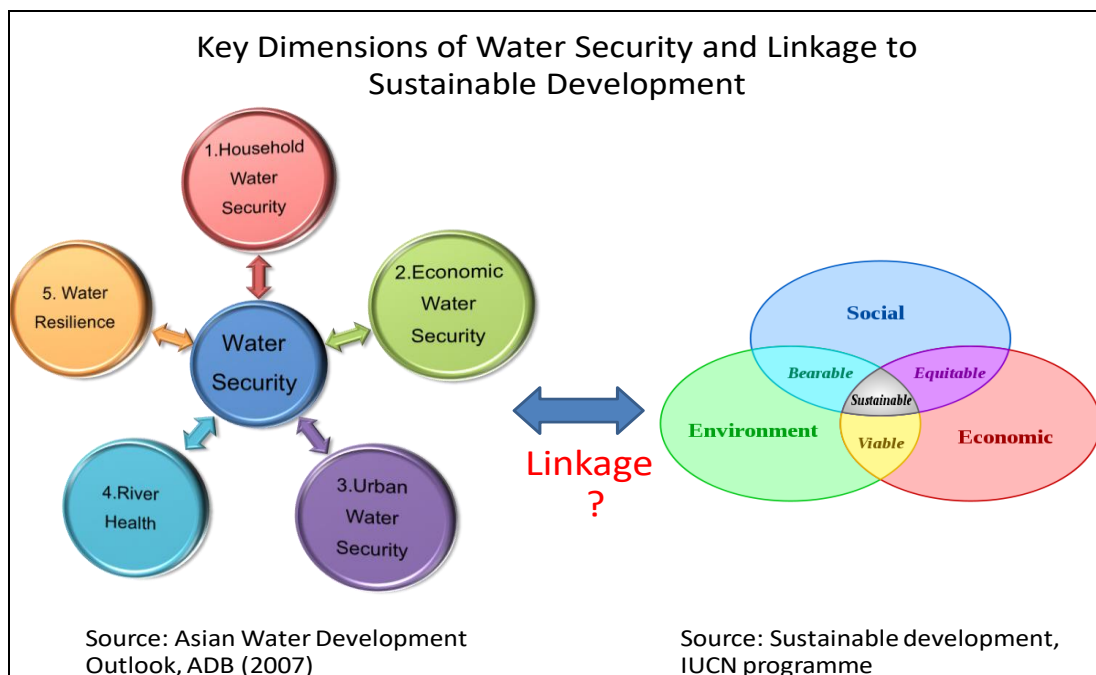 Key Dimensions of Water Security and Linkage to
Sustainable Development
1.Household
Water
Security
2.Economic
Water
Security
5. Water
Resilience
Water
Security
4.River
Health
3.Urban
Water
Security
Linkage
?
Social
Bearable
Equitable
Sustainable
Environment
Viable
Economic
Source: Asian Water Development
Outlook, ADB (2007)
Source: Sustainable development,
IUCN programme